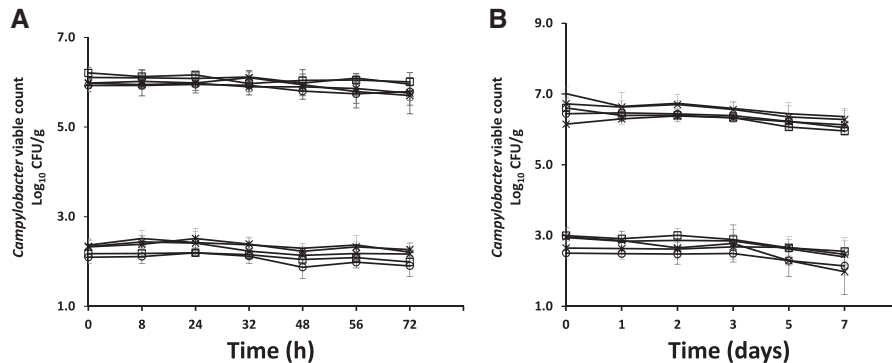 A
Campylobacter viable count
Log10 CFU/g
7.0
5.0
3.0
1.0
0 8 24 32 48 56 72
Time (h)
B
Campylobacter viable count
Log10 CFU/g
9.0
7.0
5.0
3.0
1.0
0 1 2 3 5 7
Time (days)